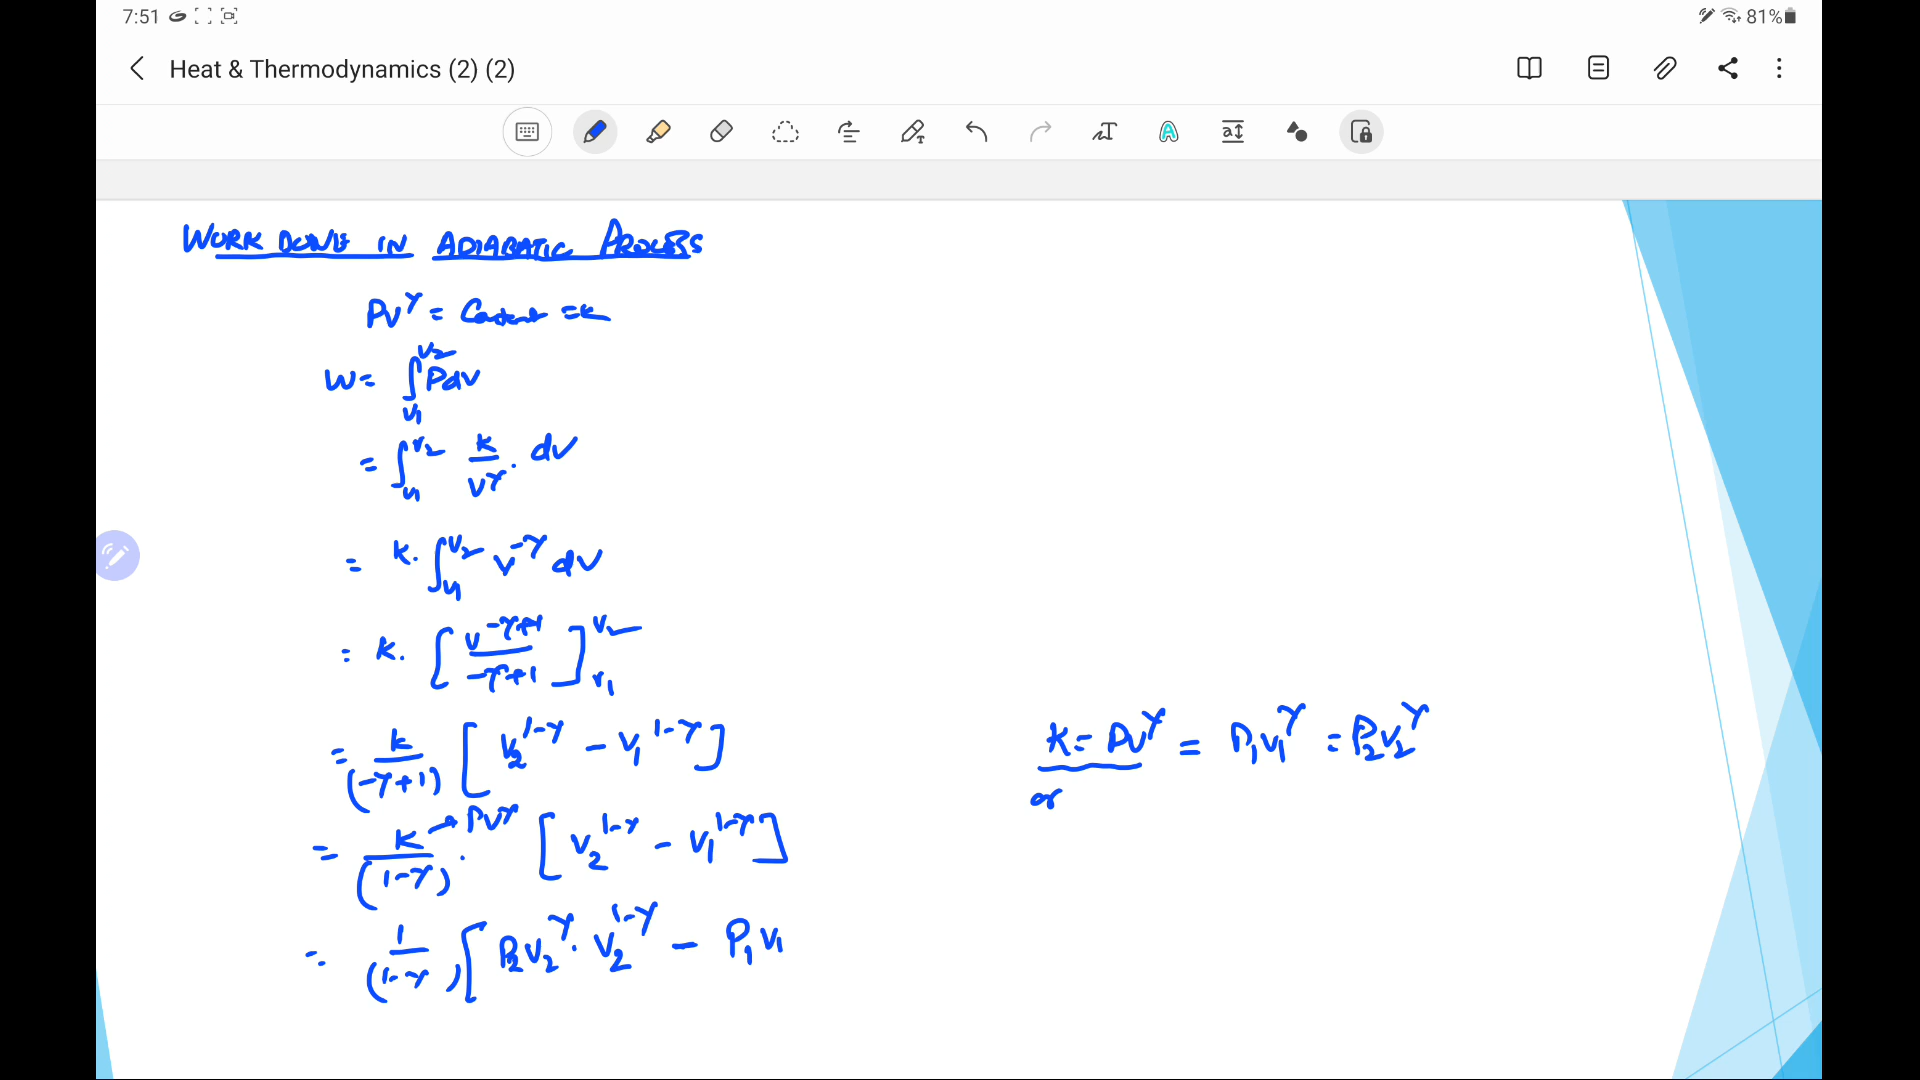 7:51
81%
Heat & Thermodynamics (2) (2)
WORK DONE IN ADIABATIC PROCESS
PV^γ = Constant = k
W = ∫_{V1}^{V2} P dV
= ∫_{V1}^{V2} k/V^γ . dV
= k. ∫_{V1}^{V2} V^{-γ} dV
= k. [V^{-γ+1}/(-γ+1)]_{V1}^{V2}
= k/(-γ+1) [V2^{1-γ} - V1^{1-γ}]
K = PV^γ = P1V1^γ = P2V2^γ
or
= k/(1-γ) . → PV^γ [V2^{1-γ} - V1^{1-γ}]
= 1/(1-γ) [P2V2^γ . V2^{1-γ} - P1V1